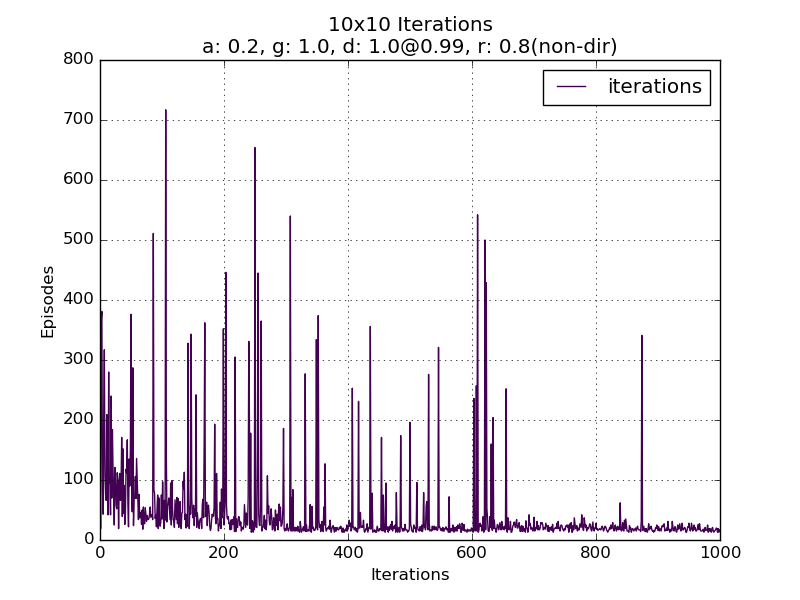 10x10 Iterations
a: 0.2, g: 1.0, d: 1.0@0.99, r: 0.8(non-dir)
iterations
Episodes
800
700
600
500
400
300
200
100
0
0 200 400 600 800 1000
Iterations